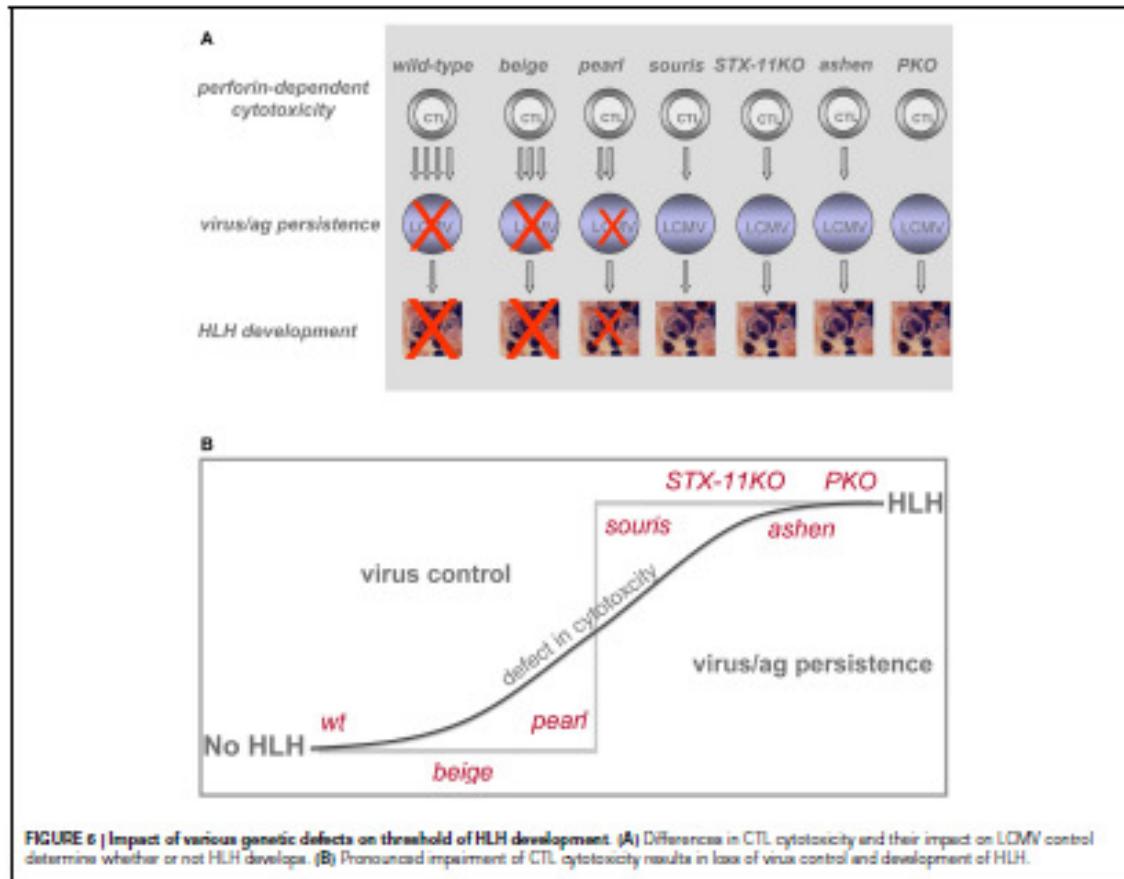 A
wild-type beige pearl souris STX-11KO ashen PKO
perforin-dependent
cytotoxicity
CTL CTL CTL CTL CTL CTL CTL
virus/ag persistence
LCMV LCMV LCMV LCMV LCMV LCMV LCMV
HLH development
B
STX-11KO PKO
HLH
souris ashen
virus control
defect in cytotoxcity
virus/ag persistence
wt pearl
No HLH
beige
FIGURE 6 | Impact of various genetic defects on threshold of HLH development. (A) Differences in CTL cytotoxicity and their impact on LCMV control
determine whether or not HLH develops. (B) Pronounced impairment of CTL cytotoxicity results in loss of virus control and development of HLH.